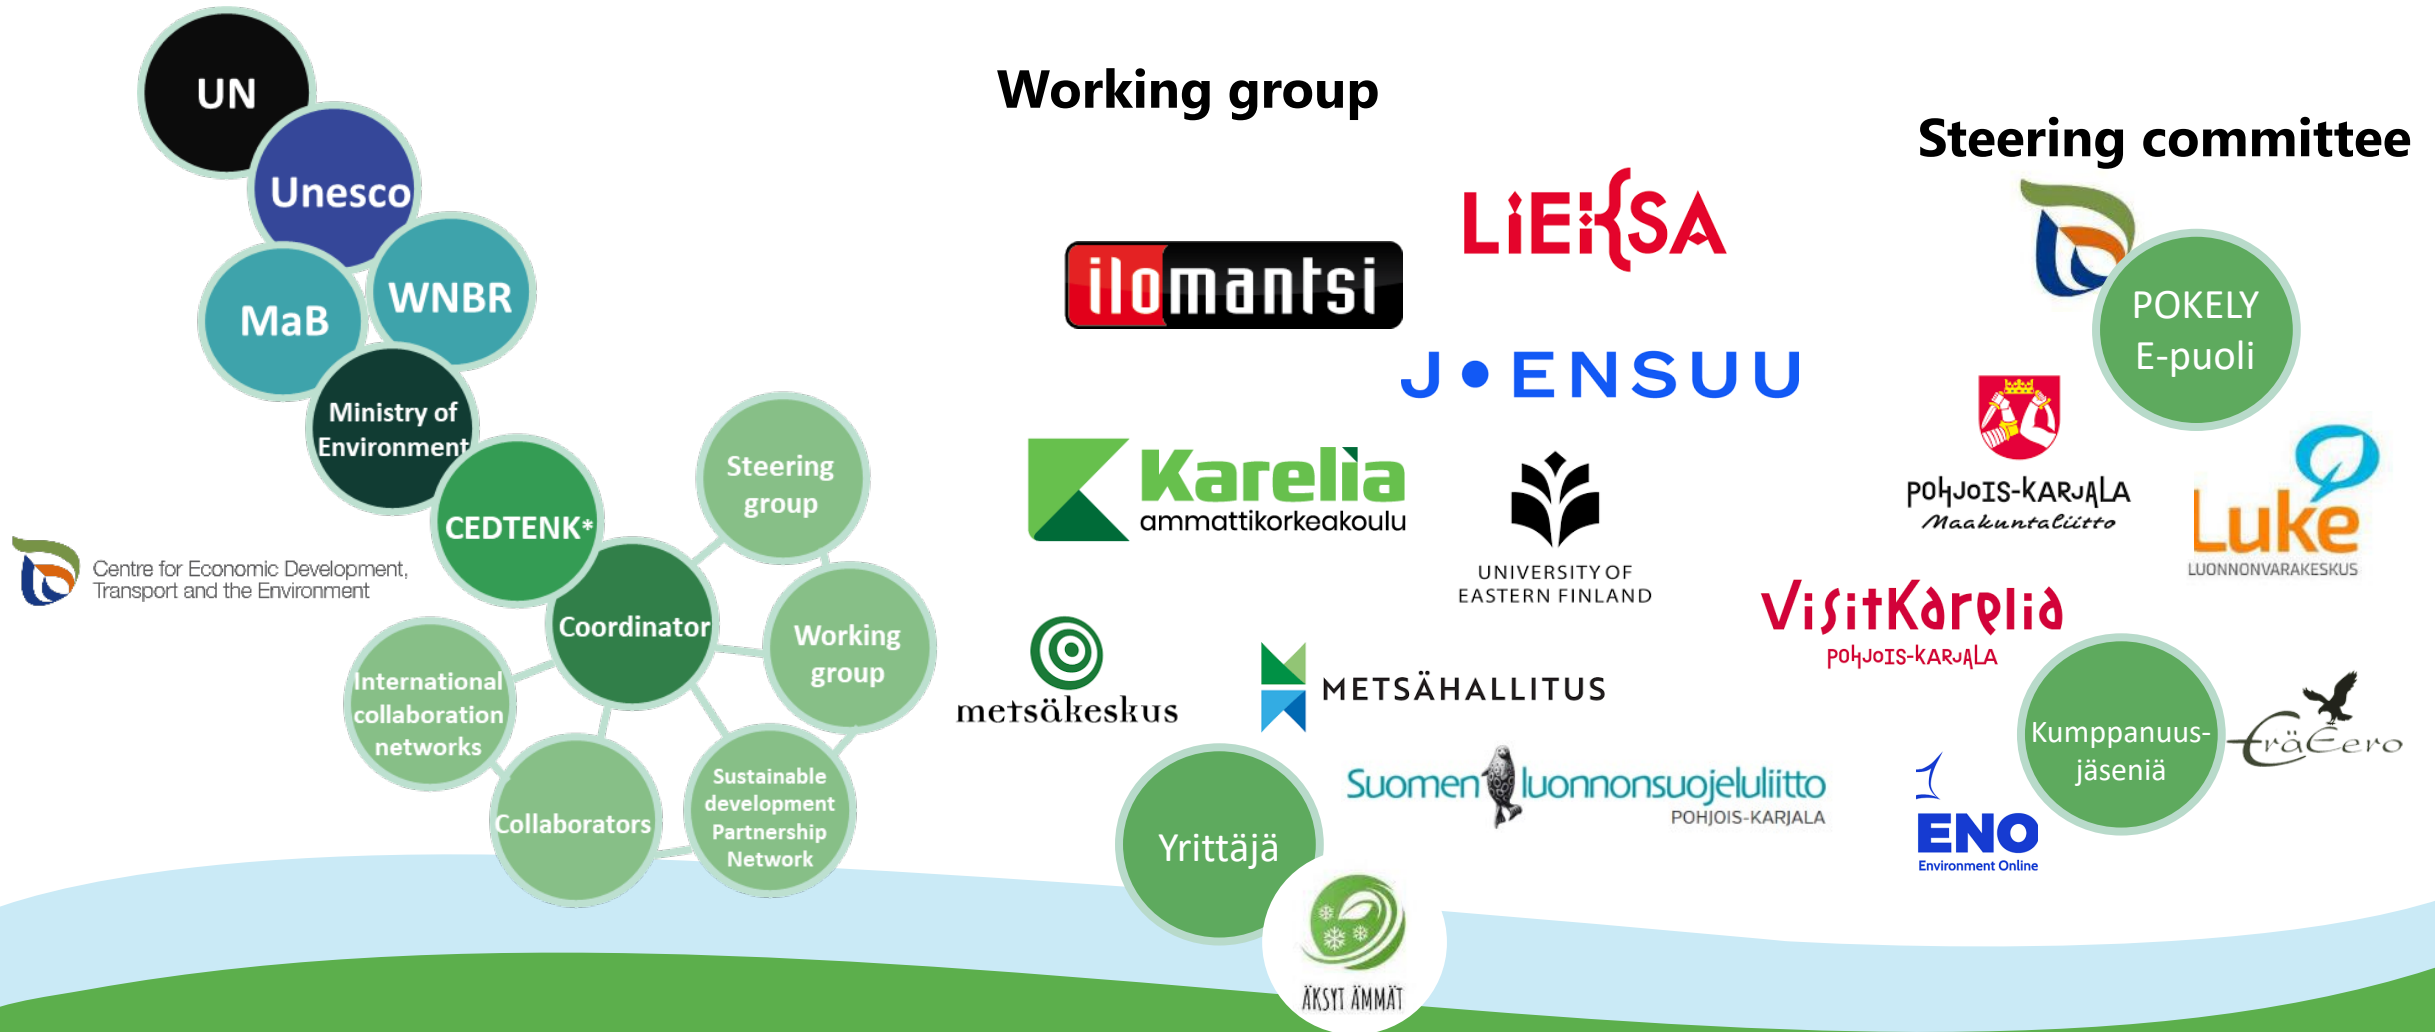 UN
Unesco
MaB
WNBR
Ministry of
Environment
CEDTENK*
Centre for Economic Development,
Transport and the Environment
Coordinator
Steering
group
Working
group
International
collaboration
networks
Collaborators
Sustainable
development
Partnership
Network
Working group
LiEKSA
ilomantsi
J•ENSUU
Karelia
ammattikorkeakoulu
UNIVERSITY OF
EASTERN FINLAND
metsäkeskus
METSÄHALLITUS
Suomen luonnonsuojeluliitto
POHJOIS-KARJALA
Yrittäjä
ÄKSYT ÄMMÄT
Steering committee
POKELY
E-puoli
POHJOIS-KARJALA
Maakuntaliitto
Luke
LUONNONVARAKESKUS
VisitKarelia
POHJOIS-KARJALA
Kumppanuus-
jäseniä
EräEero
ENO
Environment Online